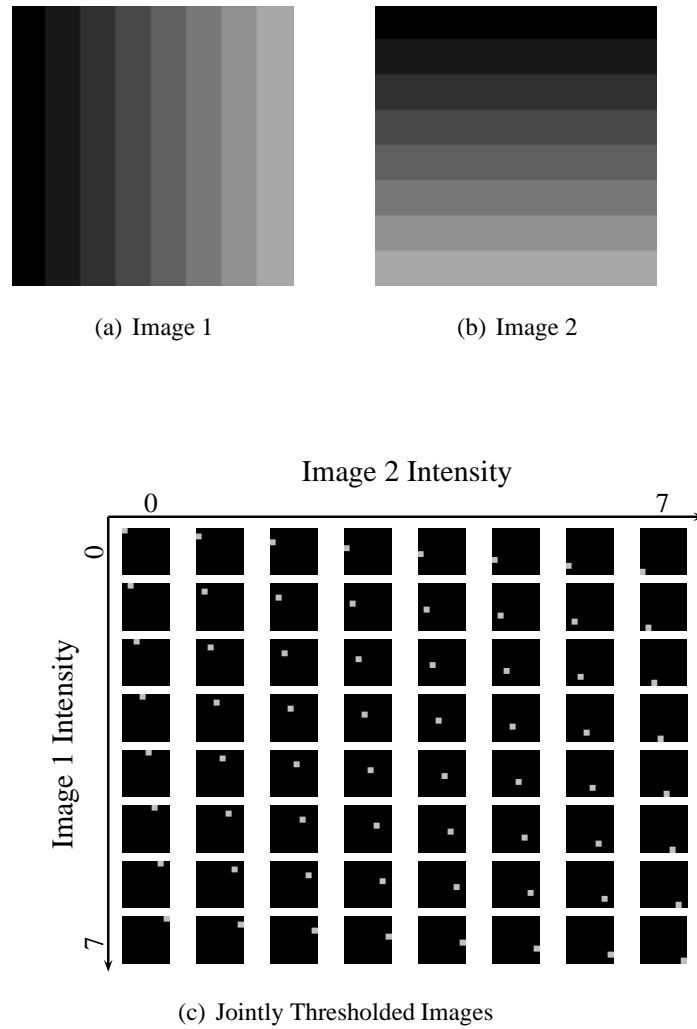 (a) Image 1
(b) Image 2
Image 2 Intensity
0
7
0
Image 1 Intensity
7
(c) Jointly Thresholded Images